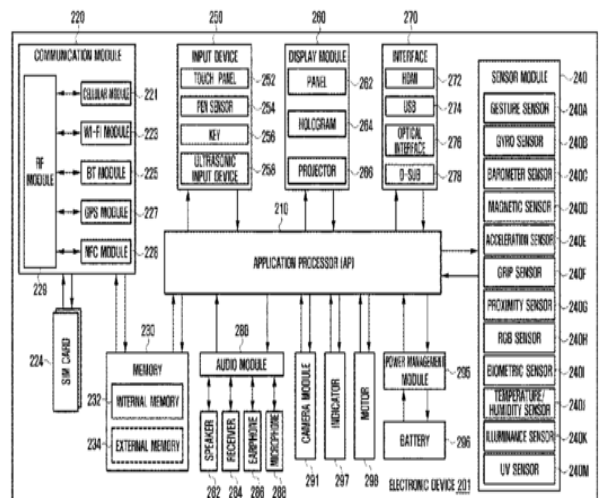 220
COMMUNICATION MODULE
RF MODULE
229
CELLULAR MODULE
221
WI-FI MODULE
223
BT MODULE
225
GPS MODULE
227
NFC MODULE
228
224
SIM CARD
250
INPUT DEVICE
TOUCH PANEL
252
PEN SENSOR
254
KEY
256
ULTRASONIC
INPUT DEVICE
258
260
DISPLAY MODULE
PANEL
262
HOLOGRAM
264
PROJECTOR
266
270
INTERFACE
HDMI
272
USB
274
OPTICAL
INTERFACE
276
D-SUB
278
SENSOR MODULE
240
GESTURE SENSOR
240A
GYRO SENSOR
240B
BAROMETER SENSOR
240C
MAGNETIC SENSOR
240D
ACCELERATION SENSOR
240E
GRIP SENSOR
240F
PROXIMITY SENSOR
240G
RGB SENSOR
240H
BIOMETRIC SENSOR
240I
TEMPERATURE/
HUMIDITY SENSOR
240J
ILLUMINANCE SENSOR
240K
UV SENSOR
240M
210
APPLICATION PROCESSOR (AP)
230
MEMORY
232
INTERNAL MEMORY
234
EXTERNAL MEMORY
280
AUDIO MODULE
SPEAKER
282
RECEIVER
284
EARPHONE
286
MICROPHONE
288
CAMERA MODULE
291
INDICATOR
297
MOTOR
298
POWER MANAGEMENT
MODULE
295
BATTERY
296
ELECTRONIC DEVICE 201